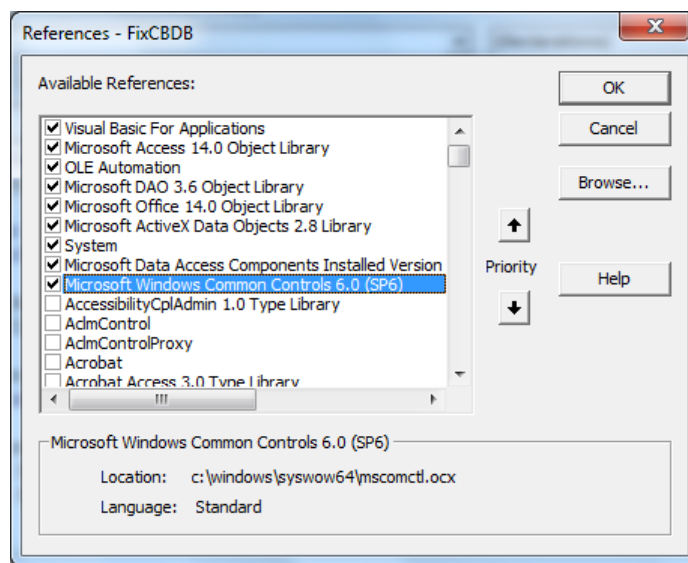 References - FixCBDB
Available References:
Visual Basic For Applications
Microsoft Access 14.0 Object Library
OLE Automation
Microsoft DAO 3.6 Object Library
Microsoft Office 14.0 Object Library
Microsoft ActiveX Data Objects 2.8 Library
System
Microsoft Data Access Components Installed Version
Microsoft Windows Common Controls 6.0 (SP6)
AccessibilityCplAdmin 1.0 Type Library
AcImControl
AcImControlProxy
Acrobat
Acrobat Access 3.0 Type Library
OK
Cancel
Browse...
Priority
Help
Microsoft Windows Common Controls 6.0 (SP6)
Location: c:\windows\syswow64\mscomctl.ocx
Language: Standard